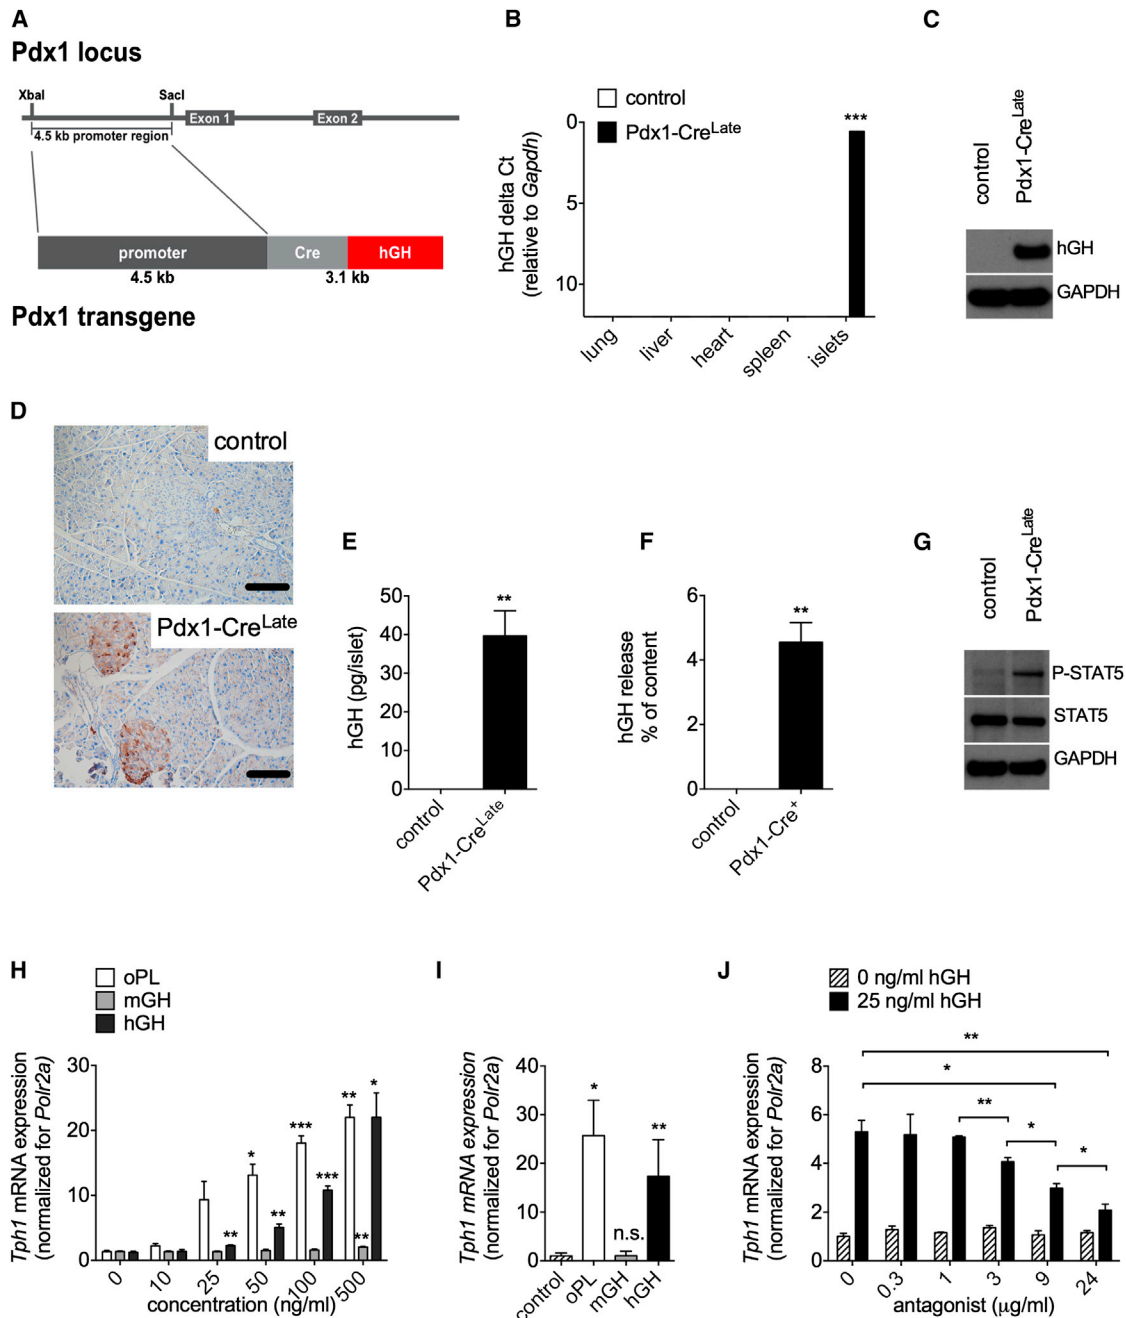 A
Pdx1 locus
XbaI
SacI
Exon 1
Exon 2
4.5 kb promoter region
promoter
Cre
hGH
4.5 kb
3.1 kb
Pdx1 transgene
B
control
Pdx1-CreLate
hGH delta Ct
(relative to Gapdh)
0
5
10
***
lung
liver
heart
spleen
islets
C
control
Pdx1-CreLate
hGH
GAPDH
D
control
Pdx1-CreLate
E
hGH (pg/islet)
50
40
30
20
10
0
**
control
Pdx1-CreLate
F
hGH release
% of content
6
4
2
0
**
control
Pdx1-Cre+
G
control
Pdx1-CreLate
P-STAT5
STAT5
GAPDH
H
oPL
mGH
hGH
Tph1 mRNA expression
(normalized for Polr2a)
30
20
10
0
**
*
**
***
***
**
**
*
0
10
25
50
100
500
concentration (ng/ml)
I
Tph1 mRNA expression
(normalized for Polr2a)
40
30
20
10
0
*
n.s.
**
control
oPL
mGH
hGH
J
0 ng/ml hGH
25 ng/ml hGH
Tph1 mRNA expression
(normalized for Polr2a)
8
6
4
2
0
**
*
**
*
*
0
0.3
1
3
9
24
antagonist (μg/ml)